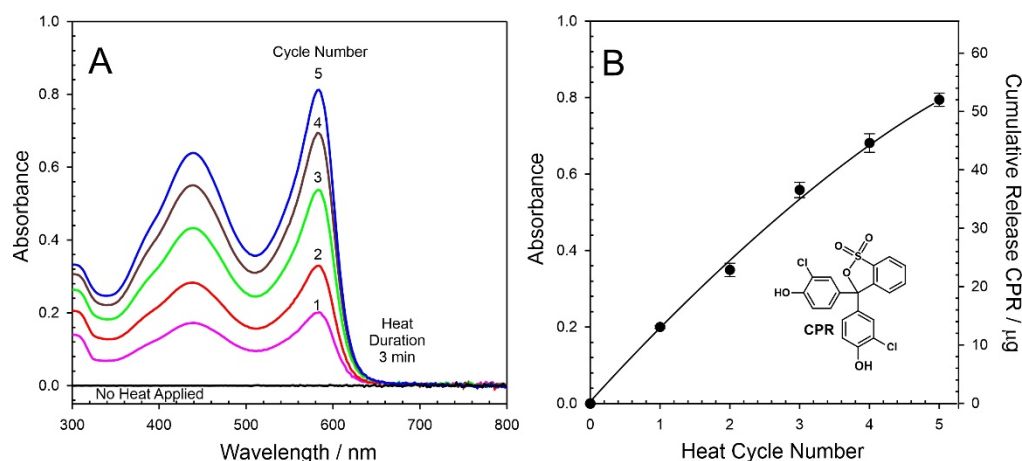 A
Cycle Number
5
4
3
2
1
Heat
Duration
3 min
No Heat Applied
1.0
0.8
0.6
0.4
0.2
0.0
Absorbance
300 400 500 600 700 800
Wavelength / nm
B
1.0
0.8
0.6
0.4
0.2
0.0
Absorbance
0 1 2 3 4 5
Heat Cycle Number
60
50
40
30
20
10
0
Cumulative Release CPR / µg
O O
S
O
Cl
HO
CPR
Cl
OH